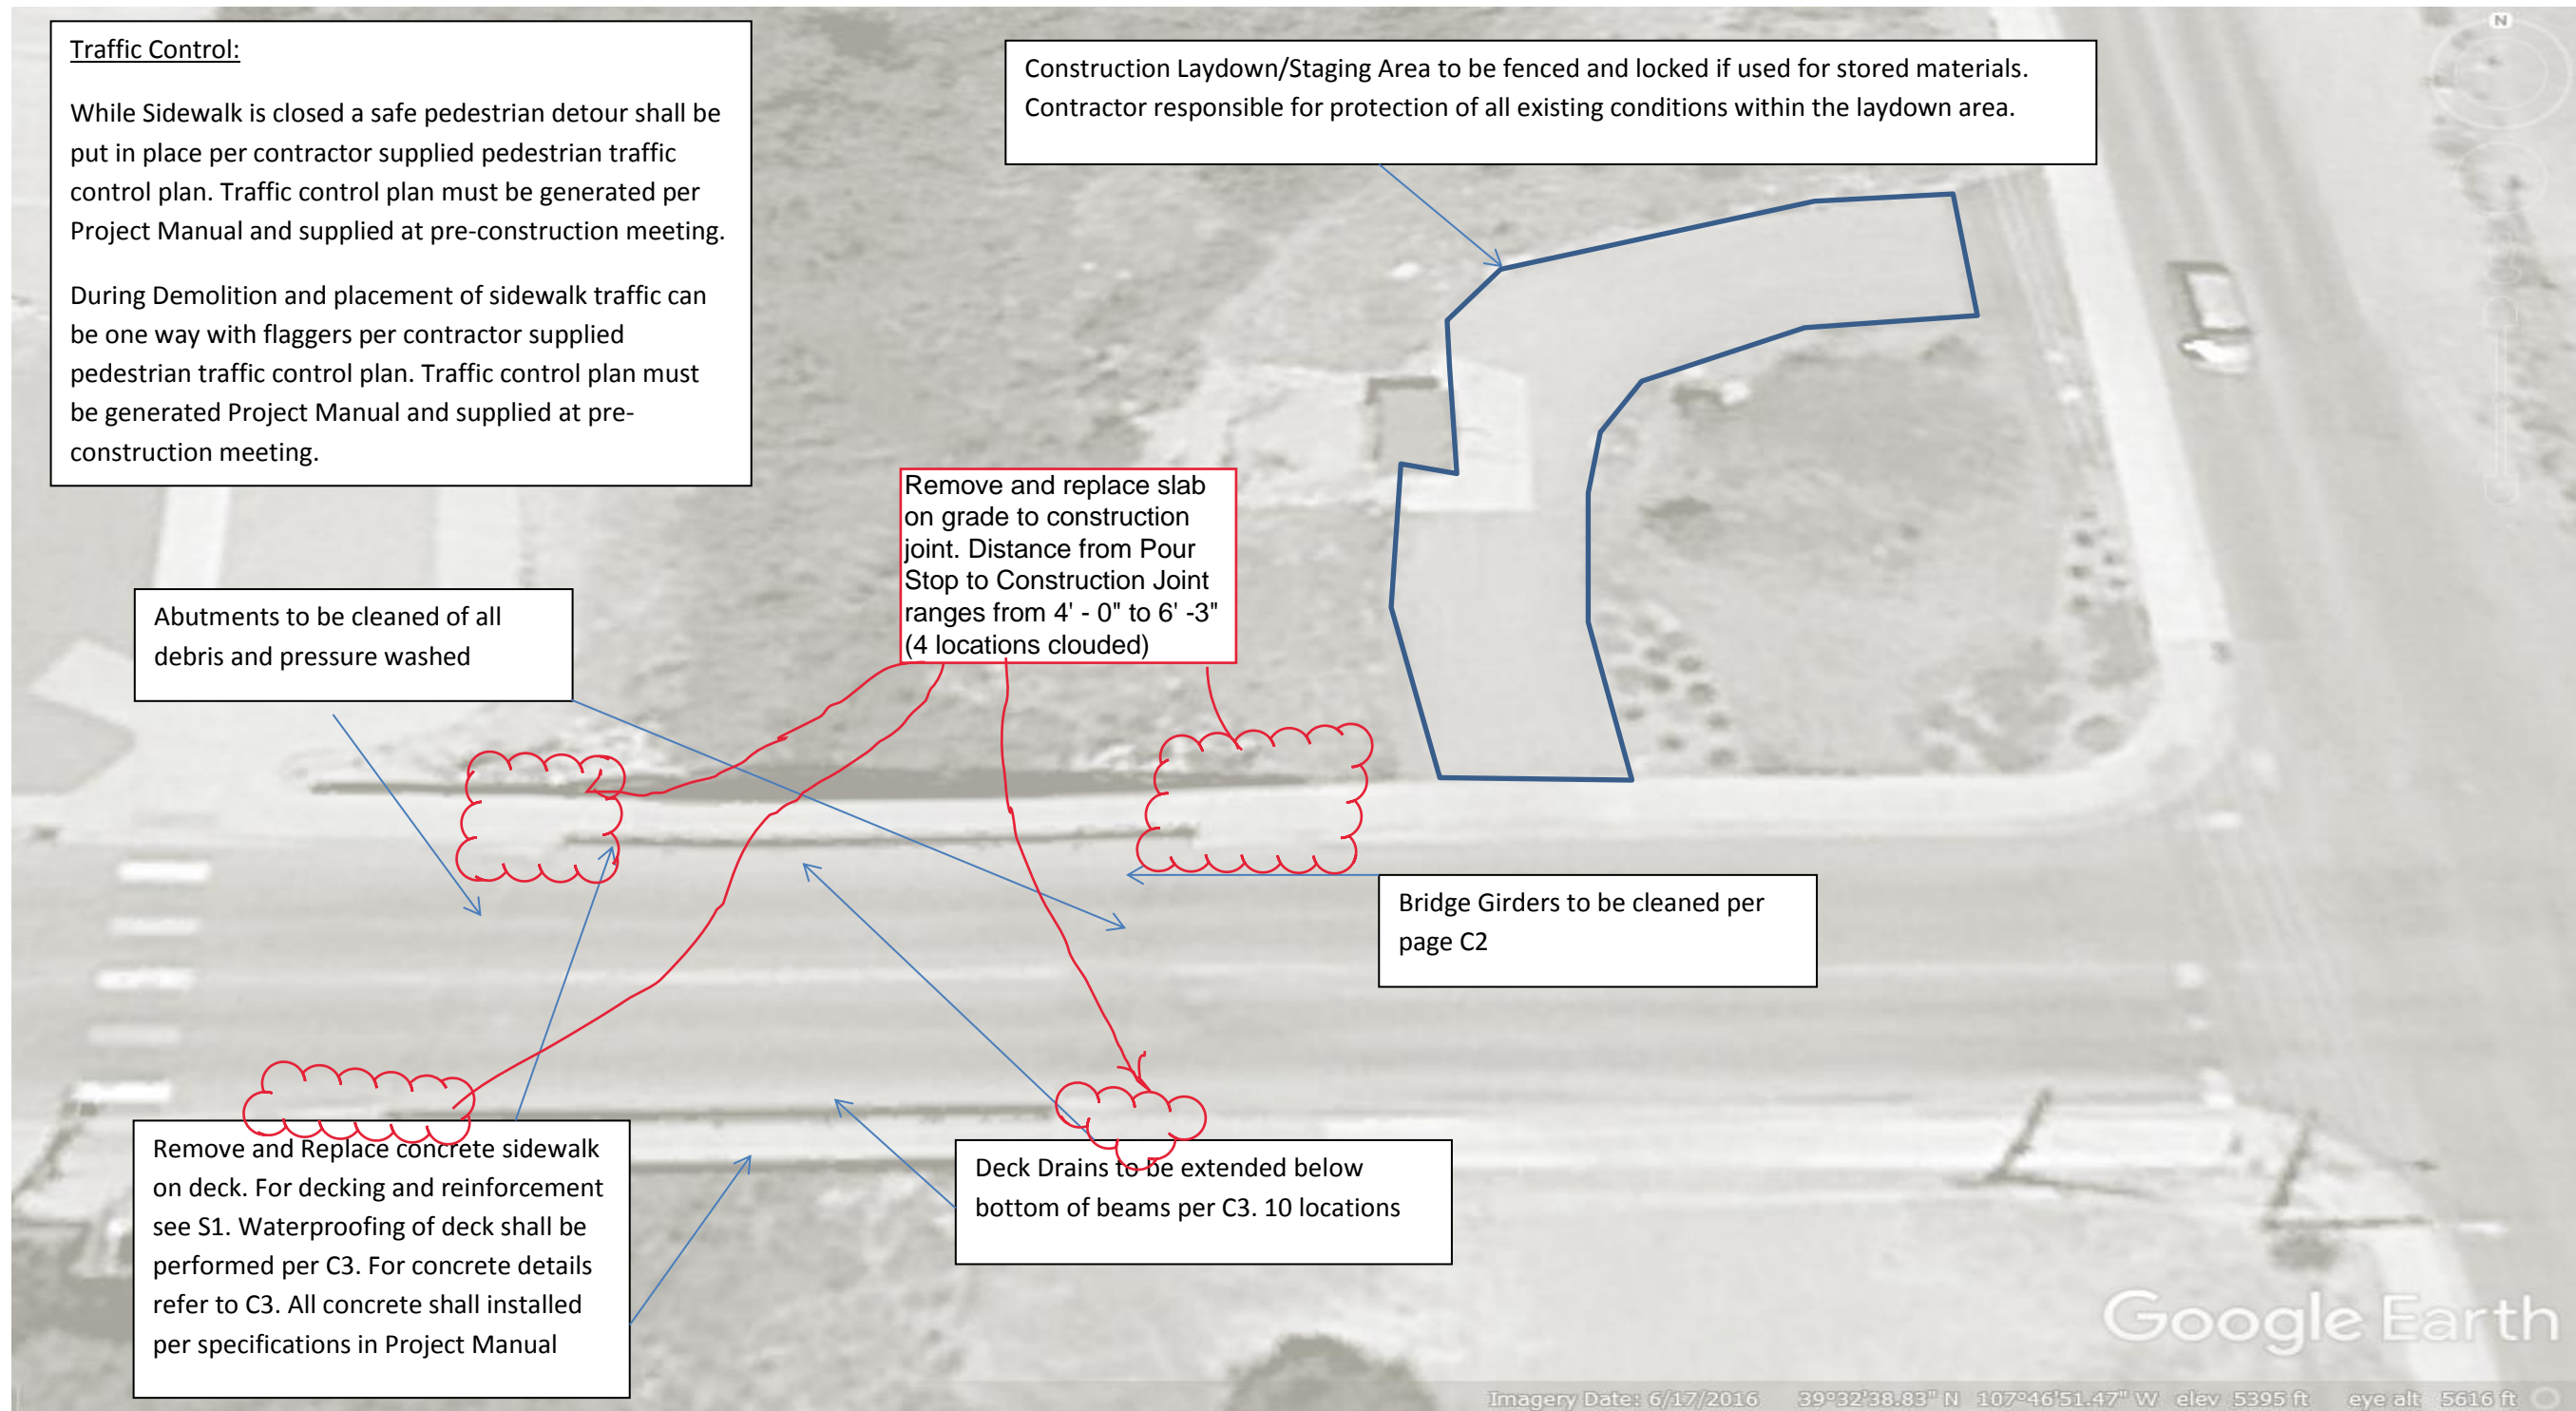 Traffic Control:
While Sidewalk is closed a safe pedestrian detour shall be
put in place per contractor supplied pedestrian traffic
control plan. Traffic control plan must be generated per
Project Manual and supplied at pre-construction meeting.
During Demolition and placement of sidewalk traffic can
be one way with flaggers per contractor supplied
pedestrian traffic control plan. Traffic control plan must
be generated Project Manual and supplied at pre-
construction meeting.
Construction Laydown/Staging Area to be fenced and locked if used for stored materials.
Contractor responsible for protection of all existing conditions within the laydown area.
N
Remove and replace slab
on grade to construction
joint. Distance from Pour
Stop to Construction Joint
ranges from 4' - 0" to 6' -3"
(4 locations clouded)
Abutments to be cleaned of all
debris and pressure washed
Bridge Girders to be cleaned per
page C2
Remove and Replace concrete sidewalk
on deck. For decking and reinforcement
see S1. Waterproofing of deck shall be
performed per C3. For concrete details
refer to C3. All concrete shall installed
per specifications in Project Manual
Deck Drains to be extended below
bottom of beams per C3. 10 locations
Google Earth
Imagery Date: 6/17/2016 39°32'38.83" N 107°46'51.47" W elev 5395 ft eye alt 5616 ft